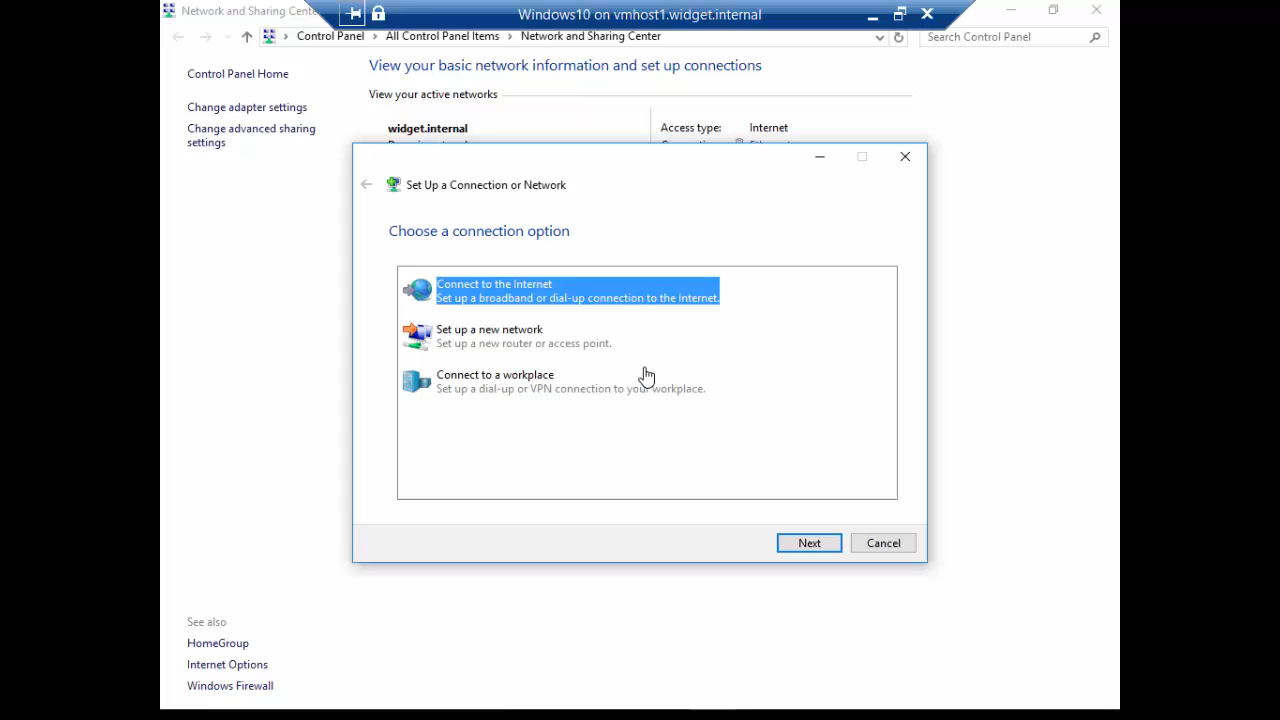 Network and Sharing Cente
Windows10 on vmhost1.widget.internal
Control Panel > All Control Panel Items > Network and Sharing Center
Search Control Panel
Control Panel Home
Change adapter settings
Change advanced sharing
settings
View your basic network information and set up connections
View your active networks
widget.internal
Access type: Internet
Set Up a Connection or Network
Choose a connection option
Connect to the Internet
Set up a broadband or dial-up connection to the Internet.
Set up a new network
Set up a new router or access point.
Connect to a workplace
Set up a dial-up or VPN connection to your workplace.
Next
Cancel
See also
HomeGroup
Internet Options
Windows Firewall